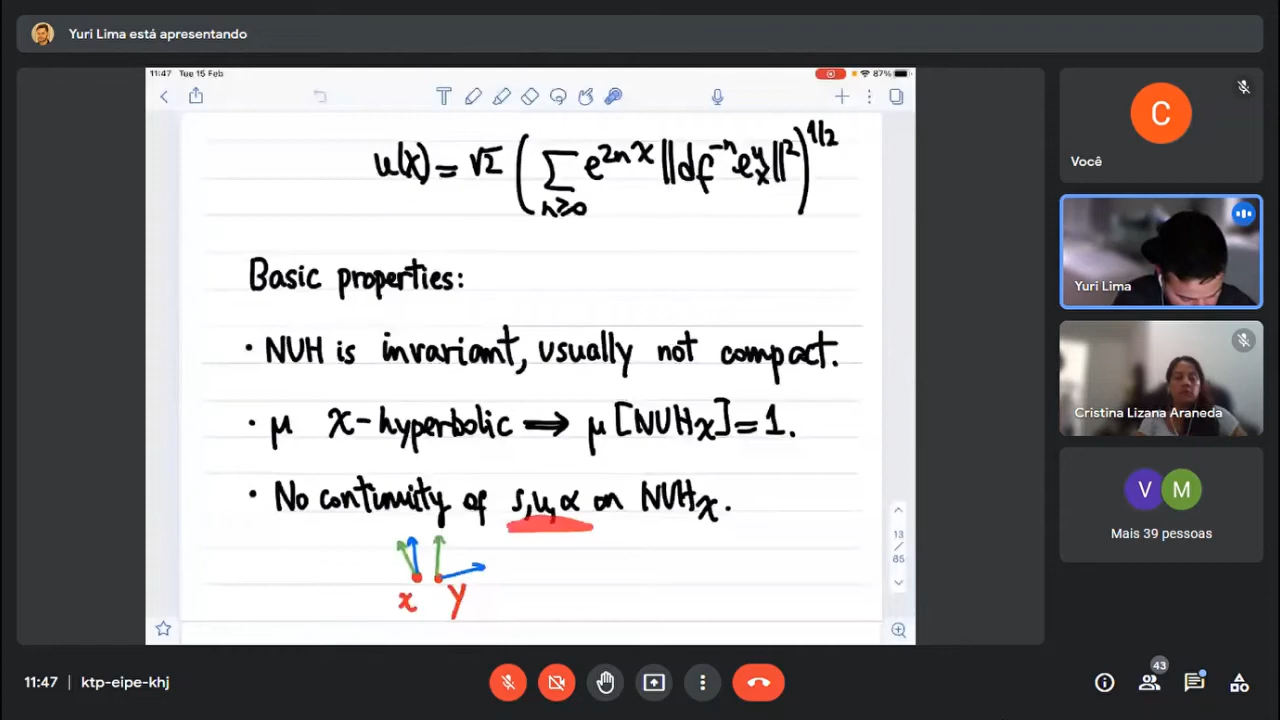 Yuri Lima está apresentando
11:47 Tue 15 Feb
87%
u(x) = √2 ( ∑ n≥0 e^{2nχ} ||df^{-n} e^u_x||^2 )^{1/2}
Basic properties:
• NUH is invariant, usually not compact.
• μ χ-hyperbolic ⟹ μ[NUHχ] = 1.
• No continuity of s, u, α on NUHχ.
x y
13
/
85
C
Você
Yuri Lima
Cristina Lizana Araneda
V M
Mais 39 pessoas
11:47 | ktp-eipe-khj
43